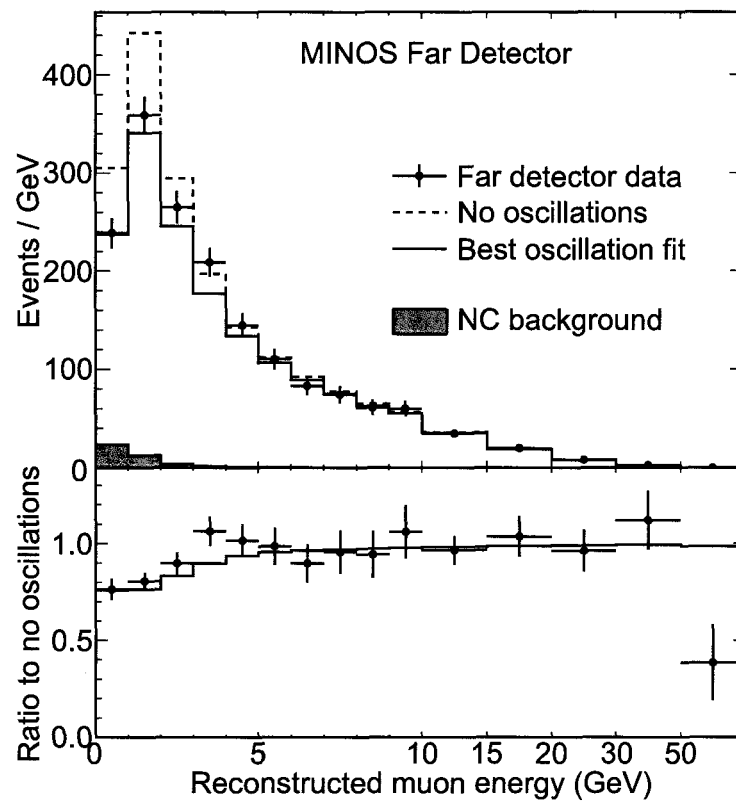 MINOS Far Detector
Events / GeV
400
300
200
100
0
Far detector data
No oscillations
Best oscillation fit
NC background
Ratio to no oscillations
1.0
0.5
0.0
0 5 10 15 20 30 40 50
Reconstructed muon energy (GeV)